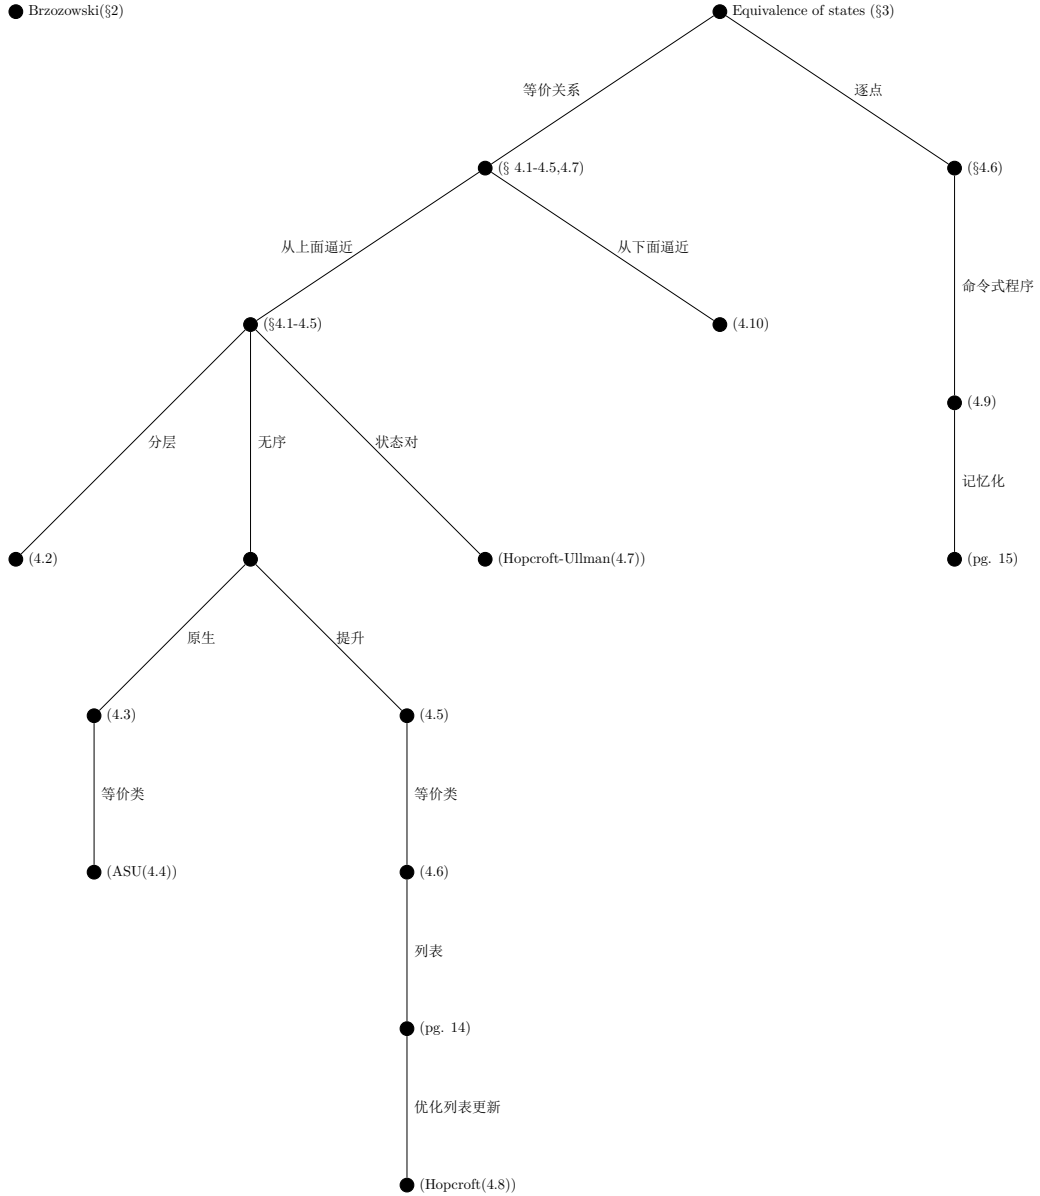 Brzozowski(§2)
Equivalence of states (§3)
等价关系
逐点
(§ 4.1-4.5,4.7)
(§4.6)
从上面逼近
从下面逼近
命令式程序
(§4.1-4.5)
(4.10)
(4.9)
分层
无序
状态对
记忆化
(4.2)
(Hopcroft-Ullman(4.7))
(pg. 15)
原生
提升
(4.3)
(4.5)
等价类
等价类
(ASU(4.4))
(4.6)
列表
(pg. 14)
优化列表更新
(Hopcroft(4.8))